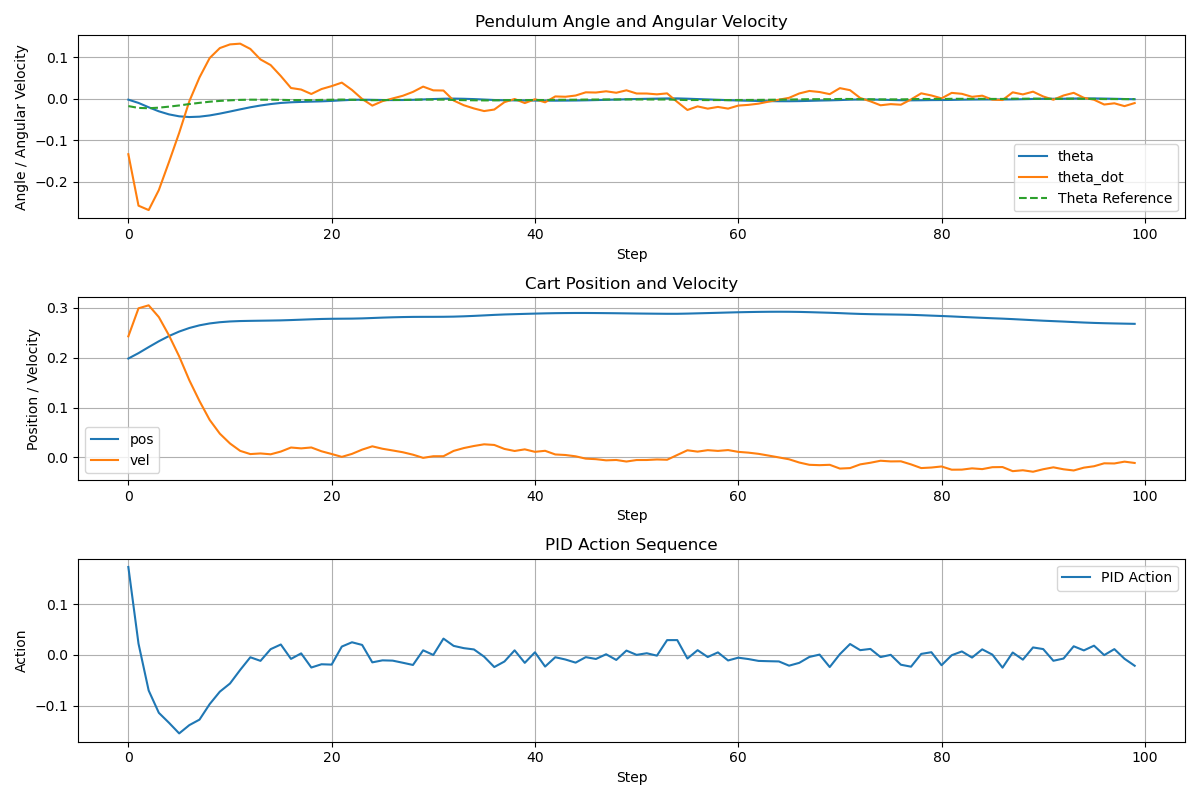 Pendulum Angle and Angular Velocity
Angle / Angular Velocity
0.1
0.0
−0.1
−0.2
theta
theta_dot
Theta Reference
0 20 40 60 80 100
Step
Cart Position and Velocity
Position / Velocity
0.3
0.2
0.1
0.0
pos
vel
0 20 40 60 80 100
Step
PID Action Sequence
Action
0.1
0.0
−0.1
PID Action
0 20 40 60 80 100
Step